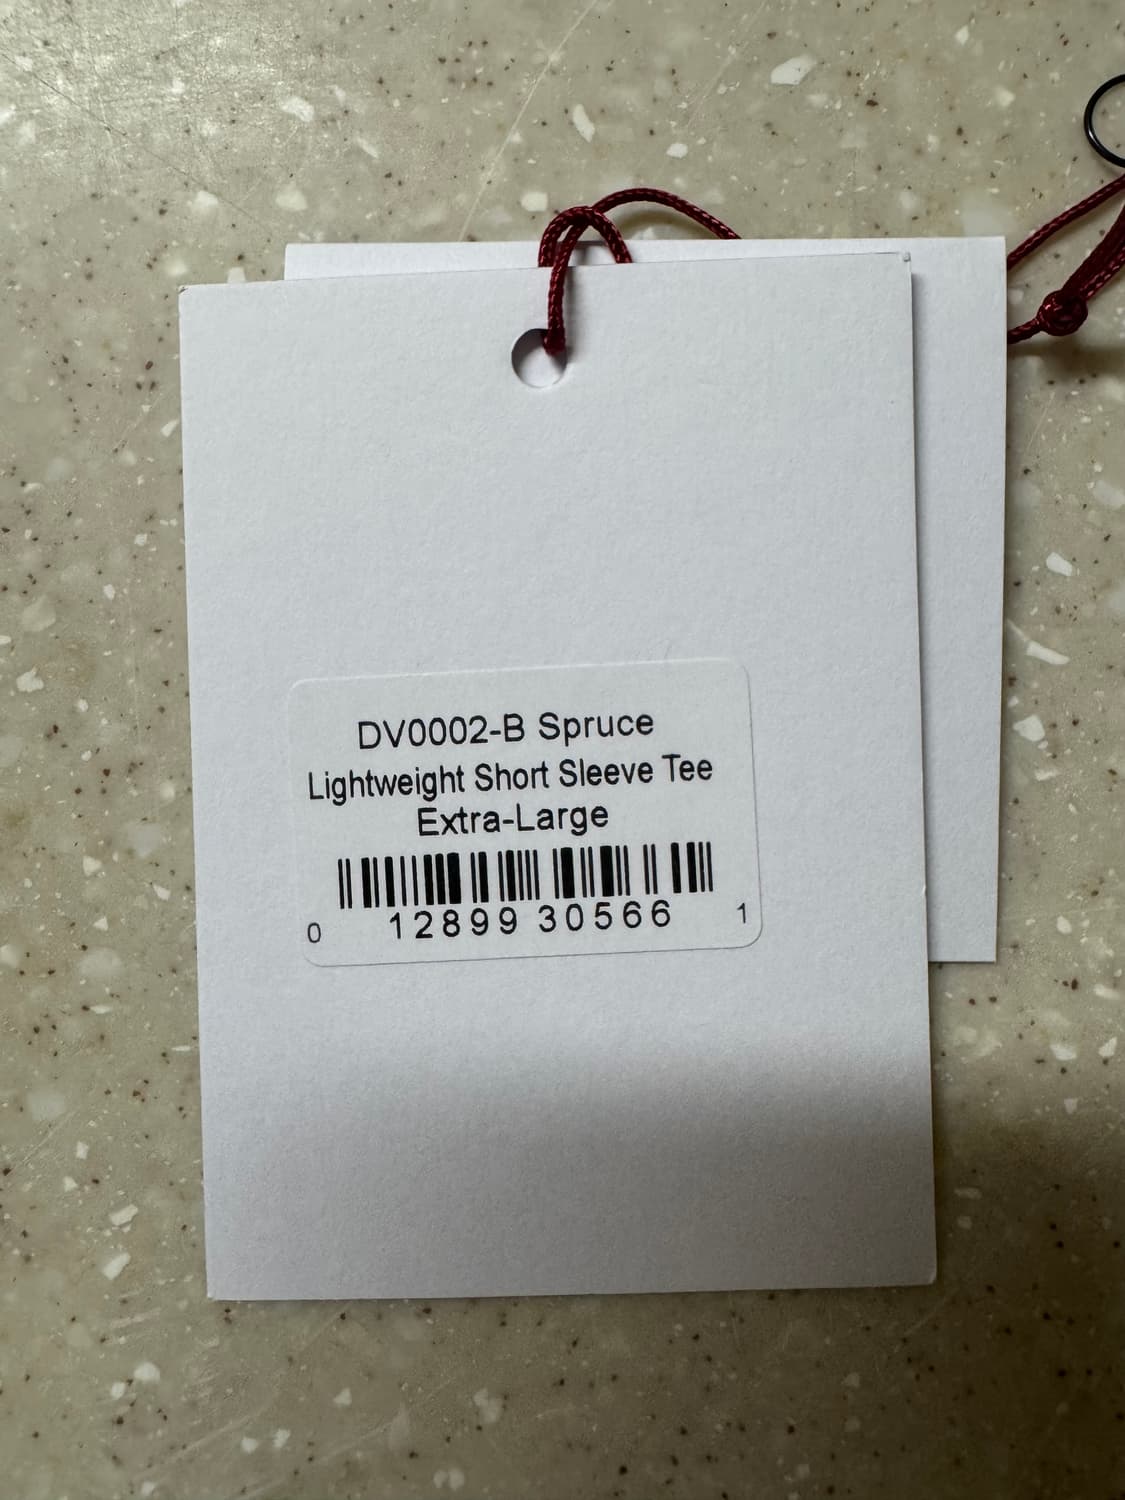 DV0002-B Spruce
Lightweight Short Sleeve Tee
Extra-Large
0 12899 30566 1